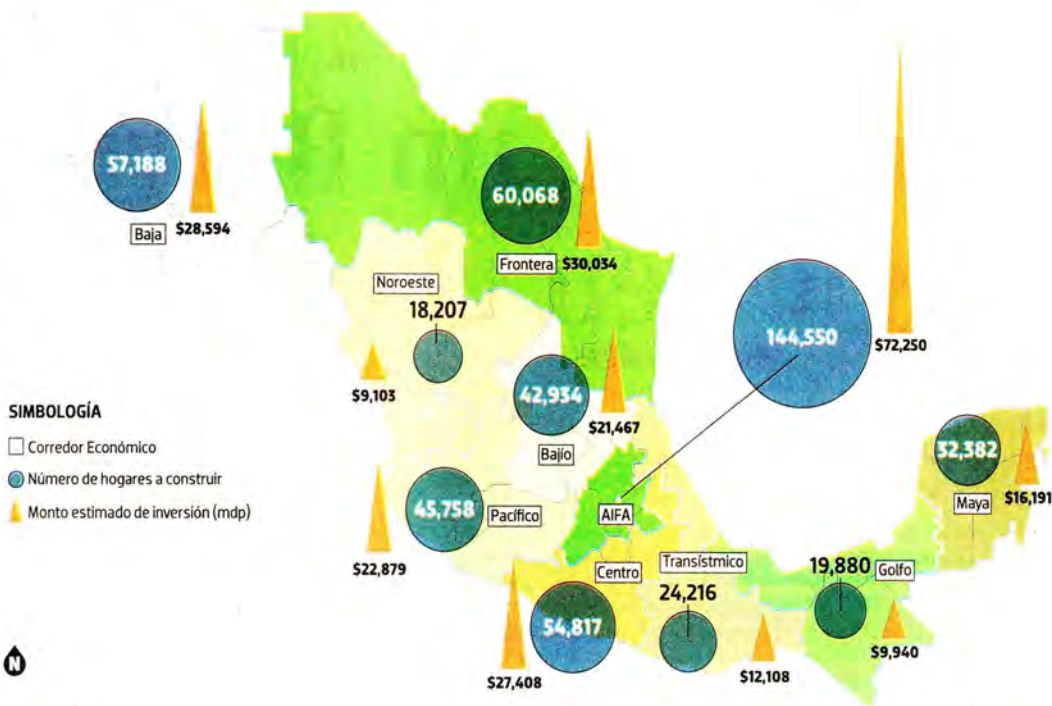 57,188
Baja
$28,594
60,068
Frontera
$30,034
Noroeste
18,207
$9,103
144,550
$72,250
42,934
$21,467
Bajío
SIMBOLOGÍA
Corredor Económico
Número de hogares a construir
Monto estimado de inversión (mdp)
32,382
Maya
$16,191
45,758
Pacífico
$22,879
AIFA
Centro
54,817
$27,408
Transístmico
24,216
$12,108
19,880
Golfo
$9,940
N